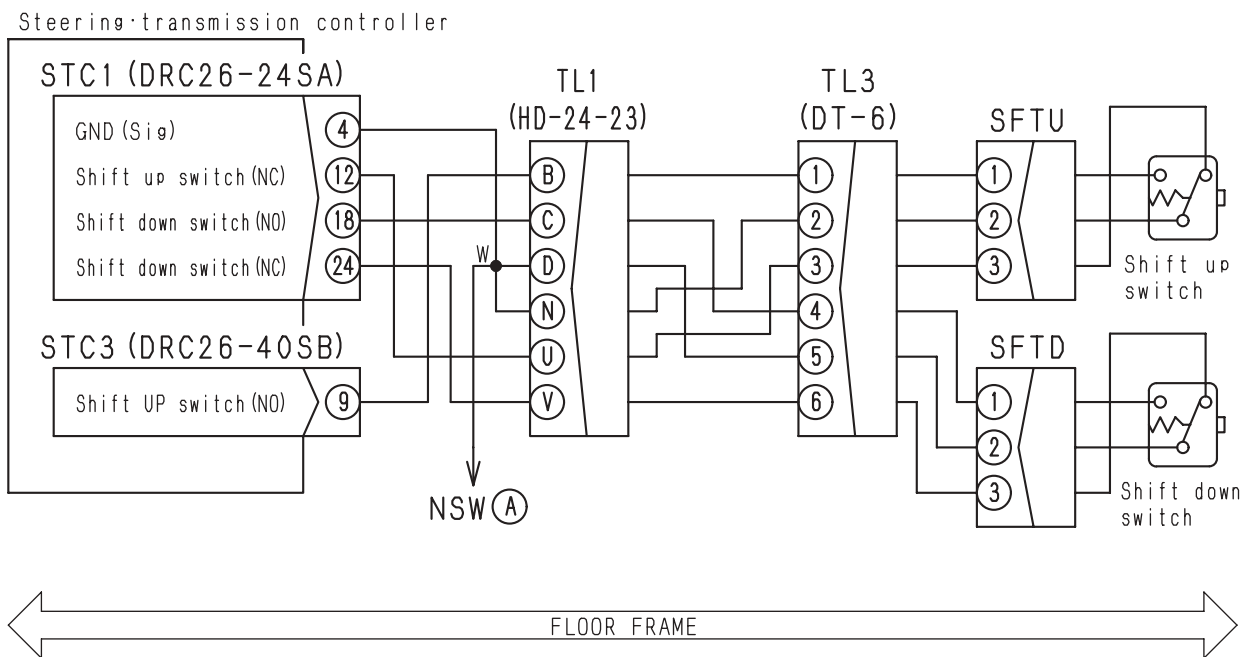 Steering·transmission controller
STC1 (DRC26-24SA)
GND (Sig) 4
Shift up switch (NC) 12
Shift down switch (NO) 18
Shift down switch (NC) 24
STC3 (DRC26-40SB)
Shift UP switch (NO) 9
W
NSW A
TL1
(HD-24-23)
B
C
D
N
U
V
TL3
(DT-6)
1
2
3
4
5
6
SFTU
1
2
3
Shift up
switch
SFTD
1
2
3
Shift down
switch
FLOOR FRAME